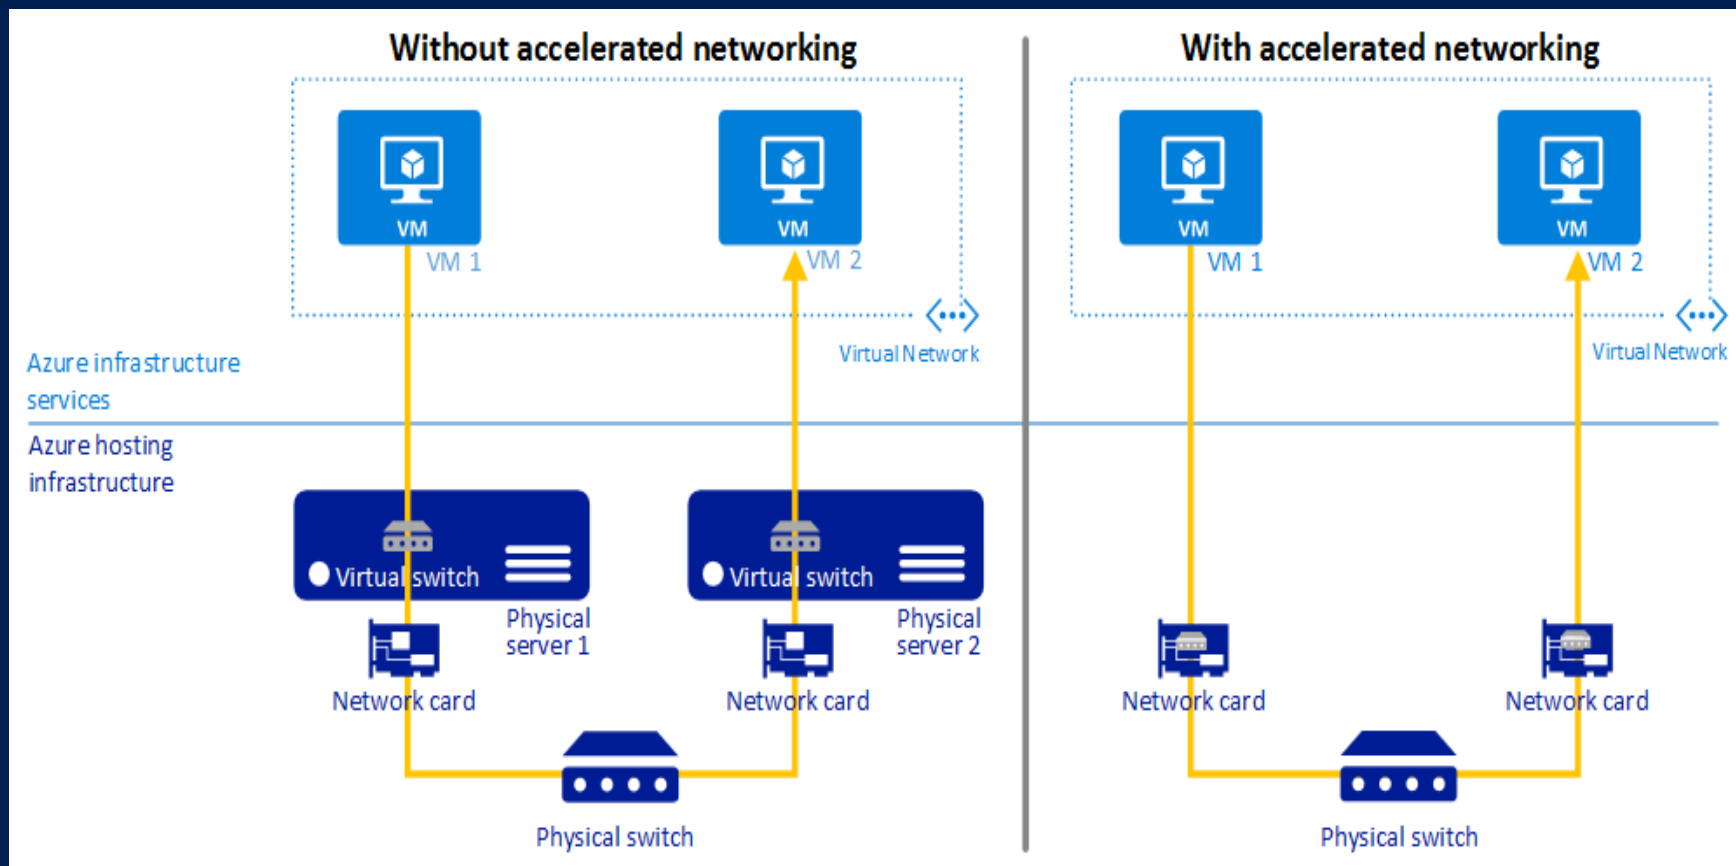 Without accelerated networking
With accelerated networking
VM
VM
VM
VM
VM 1
VM 2
VM 1
VM 2
Virtual Network
Virtual Network
Azure infrastructure
services
Azure hosting
infrastructure
Virtual switch
Virtual switch
Physical
server 1
Physical
server 2
Network card
Network card
Network card
Network card
Physical switch
Physical switch